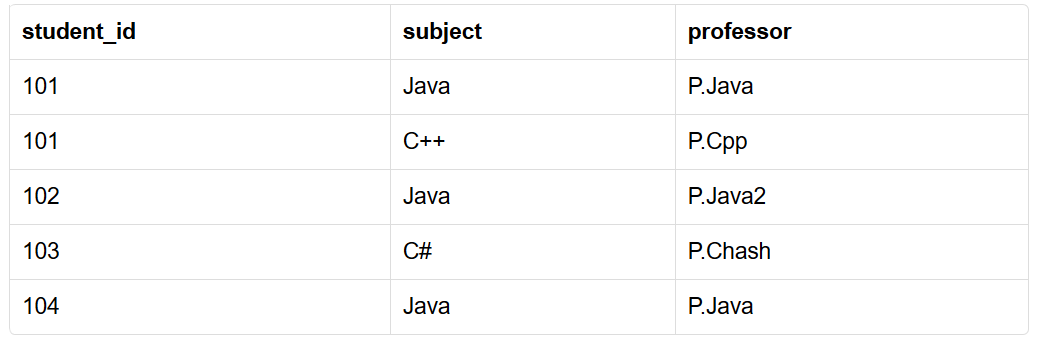 student_id subject professor
101 Java P.Java
101 C++ P.Cpp
102 Java P.Java2
103 C# P.Chash
104 Java P.Java